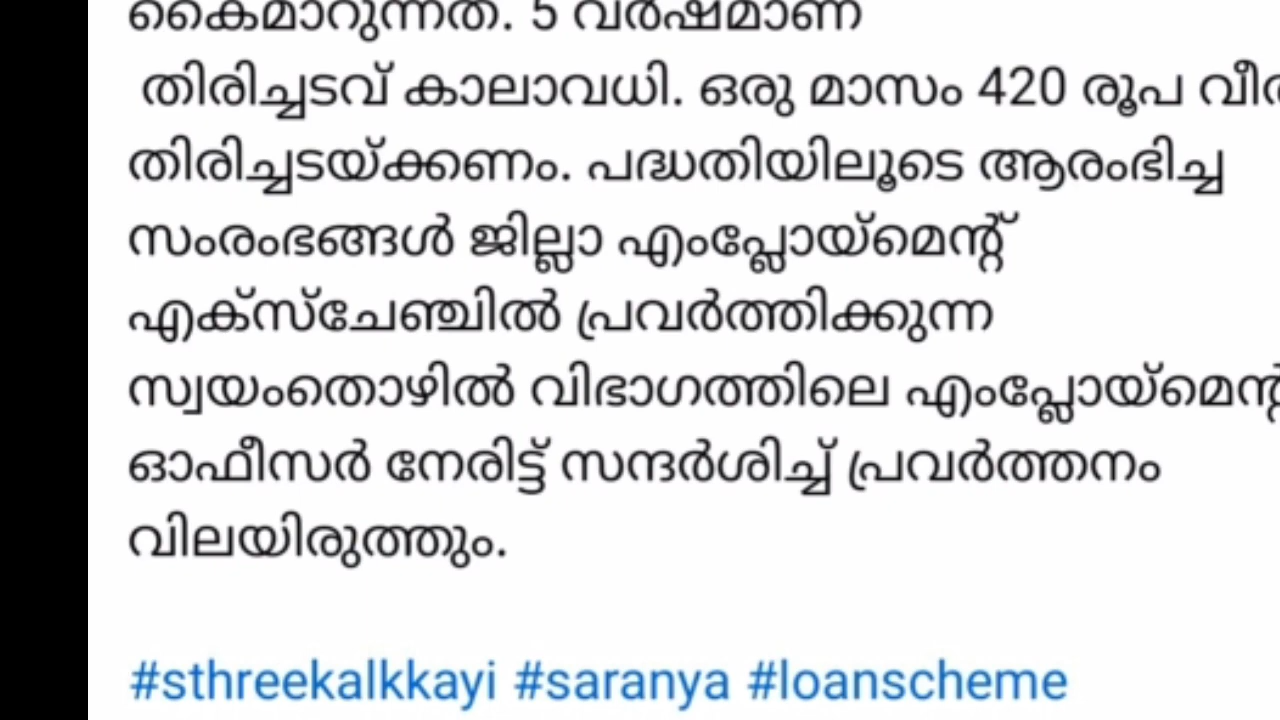 കൈമാറുന്നത്. 5 വർഷമാണ്
തിരിച്ചടവ് കാലാവധി. ഒരു മാസം 420 രൂപ
തിരിച്ചടയ്ക്കണം. പദ്ധതിയിലൂടെ ആരംഭിച്ച
സംരംഭങ്ങൾ ജില്ലാ എംപ്ലോയ്മെന്റ്
എക്സ്ചേഞ്ചിൽ പ്രവർത്തിക്കുന്ന
സ്വയംതൊഴിൽ വിഭാഗത്തിലെ എംപ്ലോയ്മെന്റ്
ഓഫീസർ നേരിട്ട് സന്ദർശിച്ച് പ്രവർത്തനം
വിലയിരുത്തും.
#sthreekalkkayi #saranya #loanscheme